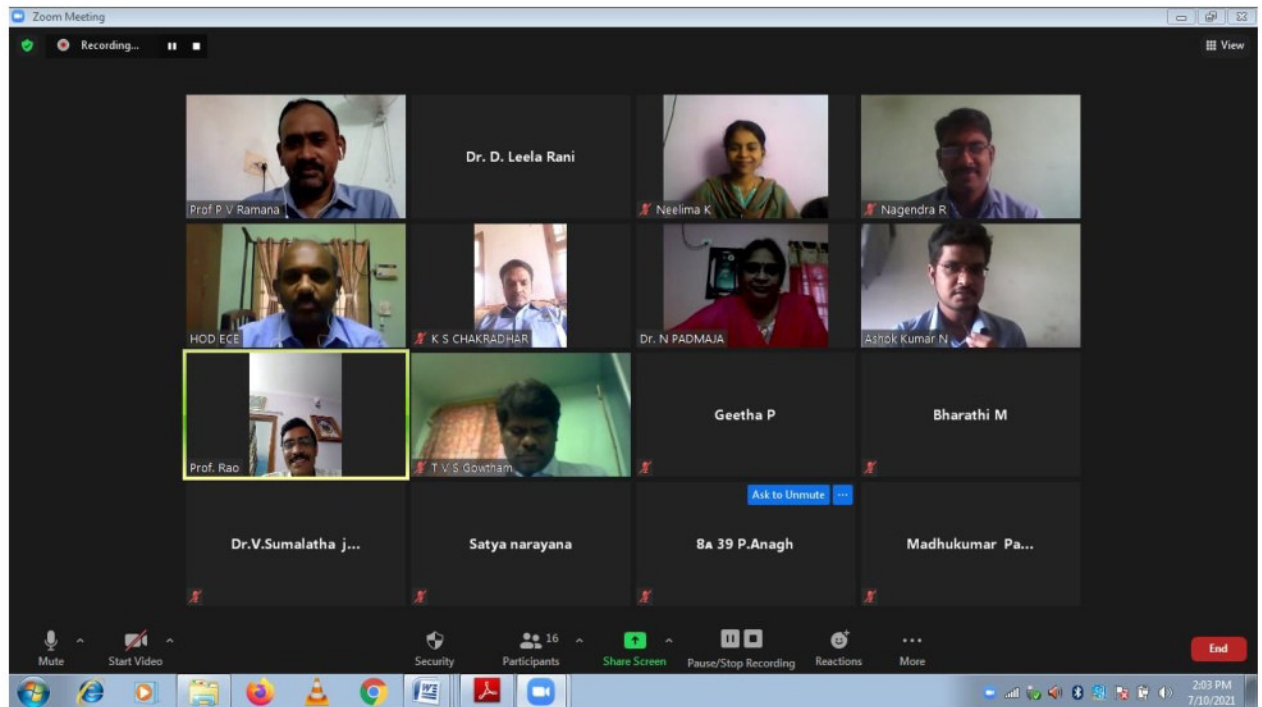 Zoom Meeting
Recording...
View
Prof P V Ramana
Dr. D. Leela Rani
Neelima K
Nagendra R
HOD ECE
K S CHAKRADHAR
Dr. N PADMAJA
Ashok Kumar N
Prof. Rao
T V S Gowtham
Geetha P
Bharathi M
Ask to Unmute
Dr.V.Sumalatha j...
Satya narayana
8A 39 P.Anagh
Madhukumar Pa...
16
Mute
Start Video
Security
Participants
Share Screen
Pause/Stop Recording
Reactions
More
End
2:03 PM
7/10/2021